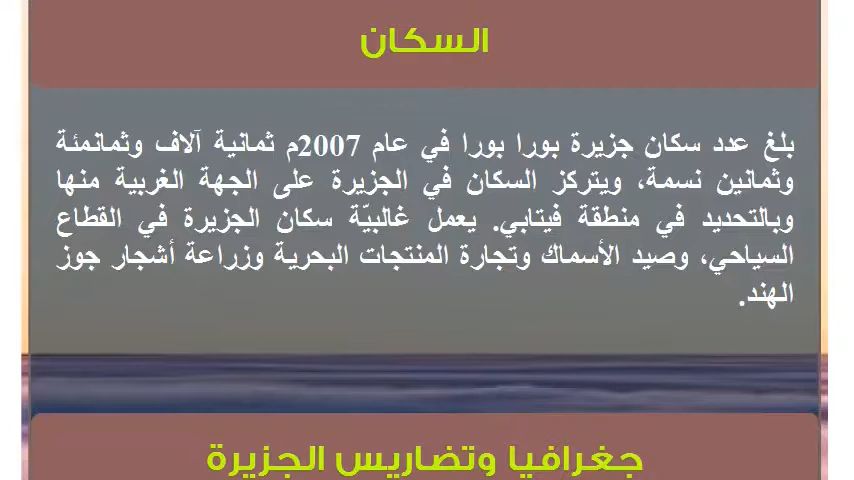 السكان
بلغ عدد سكان جزيرة بورا بورا في عام 2007م ثمانية آلاف وثمانمئة
وثمانين نسمة، ويتركز السكان في الجزيرة على الجهة الغربية منها
وبالتحديد في منطقة فيتابي. يعمل غالبيّة سكان الجزيرة في القطاع
السياحي، وصيد الأسماك وتجارة المنتجات البحرية وزراعة أشجار جوز
الهند.
جغرافيا وتضاريس الجزيرة